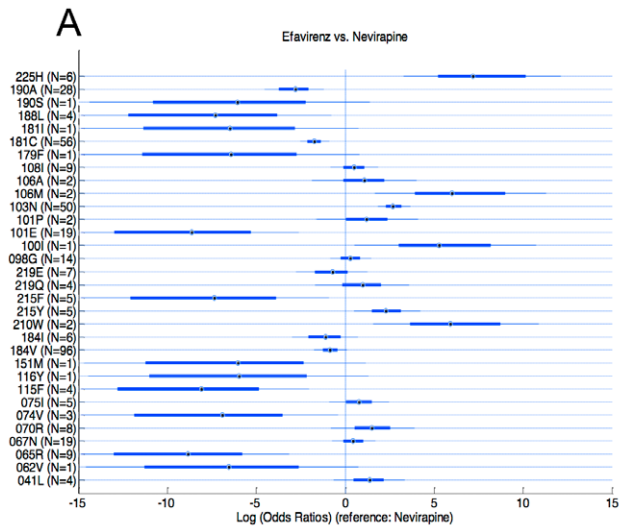 A
Efavirenz vs. Nevirapine
225H (N=6)
190A (N=28)
190S (N=1)
188L (N=4)
181I (N=1)
181C (N=56)
179F (N=1)
108I (N=9)
106A (N=2)
106M (N=2)
103N (N=50)
101P (N=2)
101E (N=19)
100I (N=1)
098G (N=14)
219E (N=7)
219Q (N=4)
215F (N=5)
215Y (N=5)
210W (N=2)
184I (N=6)
184V (N=96)
151M (N=1)
116Y (N=1)
115F (N=4)
075I (N=5)
074V (N=3)
070R (N=8)
067N (N=19)
065R (N=9)
062V (N=1)
041L (N=4)
-15 -10 -5 0 5 10 15
Log (Odds Ratios) (reference: Nevirapine)